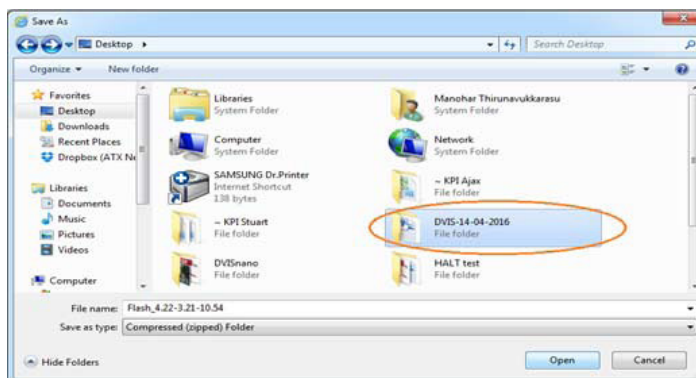 Save As
Desktop
Search Desktop
Organize
New folder
Favorites
Desktop
Downloads
Recent Places
Dropbox (ATX Ne
Libraries
Documents
Music
Pictures
Videos
Computer
Libraries
System Folder
Manohar Thirunavukkarasu
System Folder
Computer
System Folder
Network
System Folder
SAMSUNG Dr.Printer
Internet Shortcut
138 bytes
~ KPI Ajax
File folder
~ KPI Stuart
File folder
DVIS-14-04-2016
File folder
DVISnano
File folder
HALT test
File folder
File name: Flash_4.22-3.21-10.54
Save as type: Compressed (zipped) Folder
Hide Folders
Open
Cancel